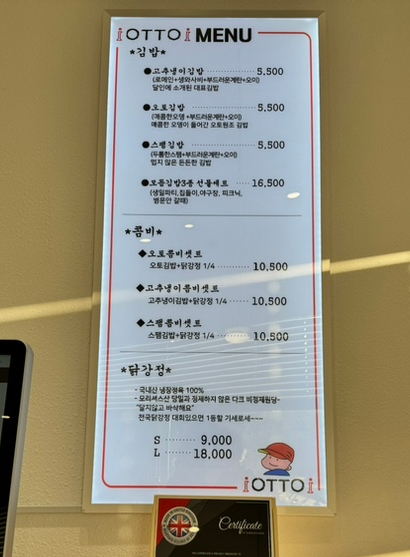 iOTTOi MENU
*김밥*
●고추냉이김밥 ············ 5,500
(로메인+생와사비+부드러운계란+오이)
달인에 소개된 대표김밥
●오토김밥 ············ 5,500
(매콤한오뎅+부드러운계란+오이)
매콤한 오뎅이 들어간 오토원조 김밥
●스팸김밥 ············ 5,500
(두툼한스팸+부드러운계란+오이)
맵지 않은 든든한 김밥
●모듬김밥3종 선물세트 ···· 16,500
(생일파티,집들이,야구장, 피크닉,
병문안 갈때)
*콤비*
◆오토콤비셋트
오토김밥+닭강정 1/4 ········ 10,500
◆고추냉이콤비셋트
고추냉이김밥+닭강정 1/4 ····· 10,500
◆스팸콤비셋트
스팸김밥+닭강정 1/4 ········ 10,500
*닭강정*
- 국내산 냉장정육 100%
- 모리셔스산 당밀과 정제하지 않은 다크 비정제원당-
"달지않고 바삭해요"
전국닭강정 대회있으면 1등할 기세로세~~~
S ········ 9,000
L ········ 18,000
iOTTOi
Certificate